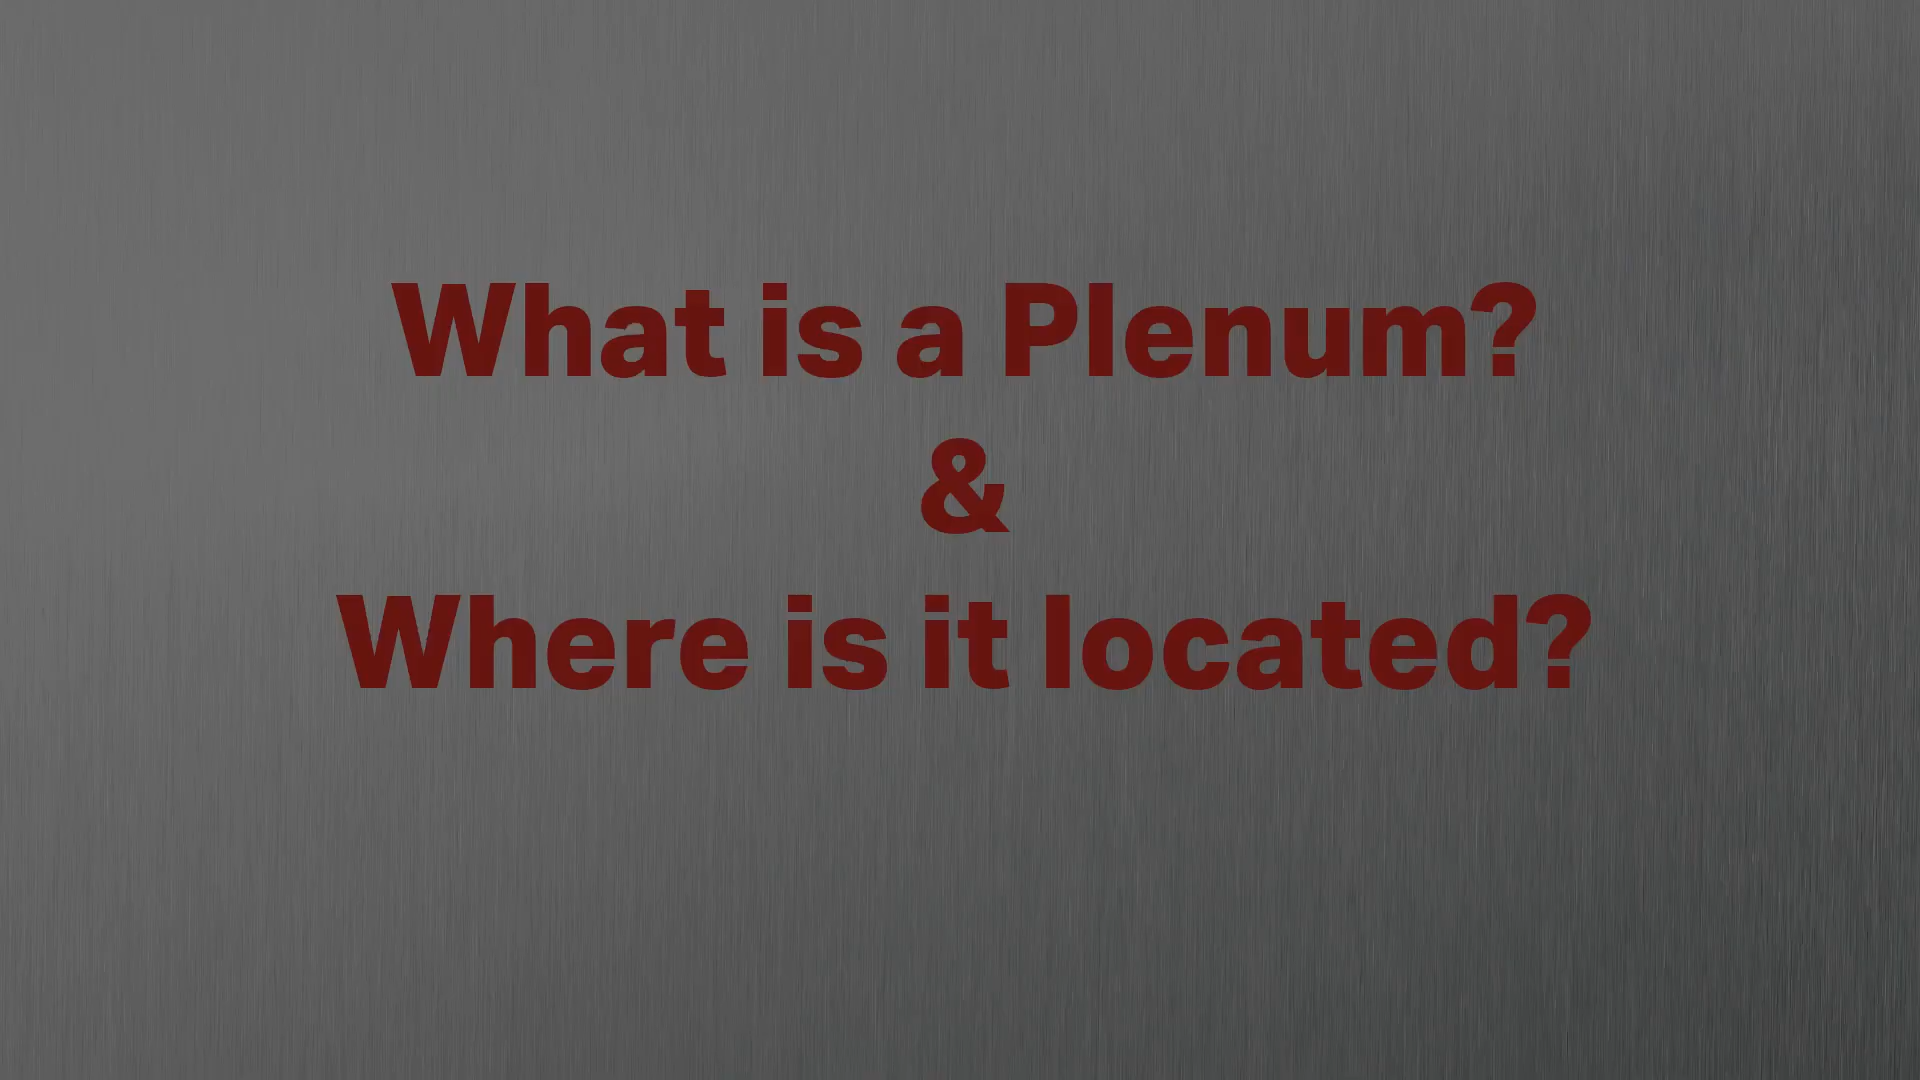 What is a Plenum?
&
Where is it located?